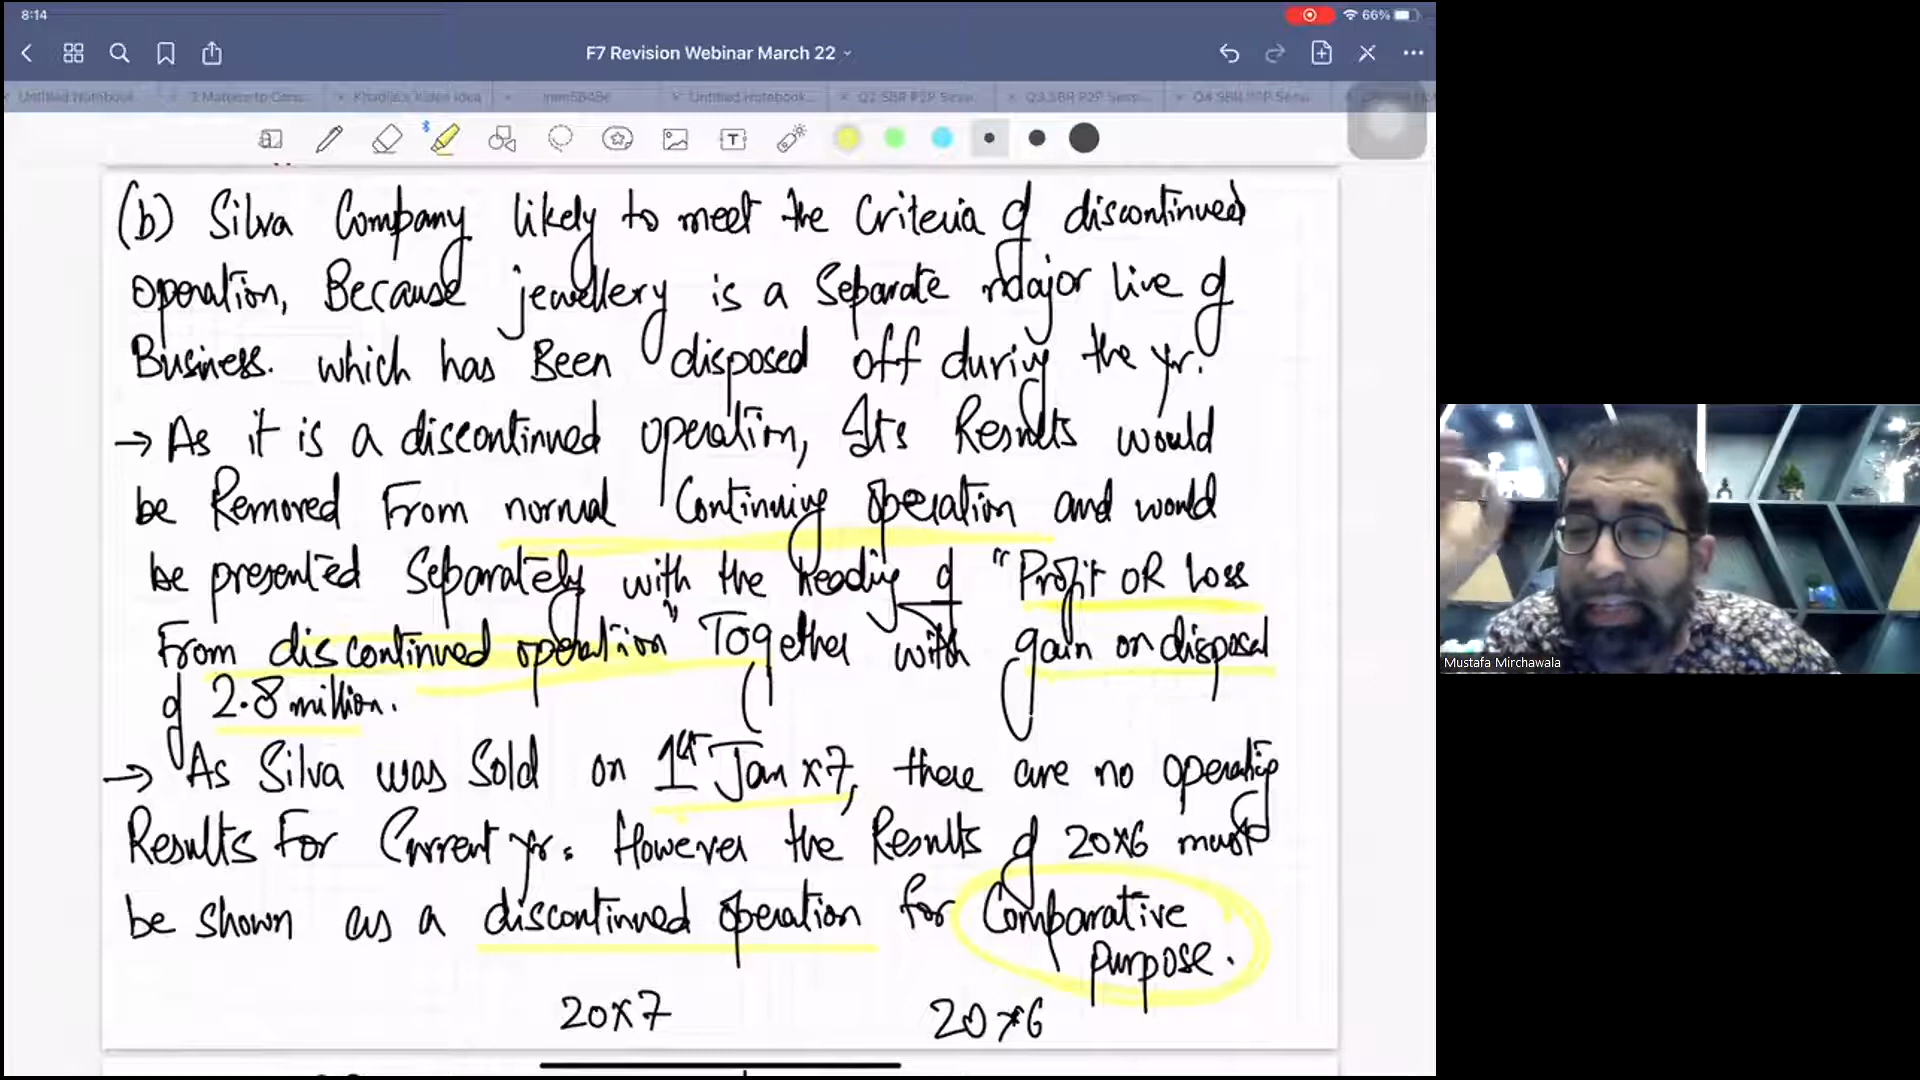 8:14
66%
F7 Revision Webinar March 22
Untitled Notebook
Untitled Notebook...
(b) Silva Company likely to meet the Criteria of discontinued
operation, Because jewellery is a Separate major line of
Business. which has Been disposed off during the yr.
→ As it is a discontinued operation, Its Results would
be Removed From normal Continuing operation and would
be presented Separately with the heading of "Profit OR Loss
From discontinued operation" Together with gain on disposal
of 2.8 million.
→ As Silva was Sold on 1st Jan x7, there are no operating
Results For Current yr. However the Results of 20x6 must
be shown as a discontinued operation for Comparative
purpose.
20x7 20x6
Mustafa Mirchawala